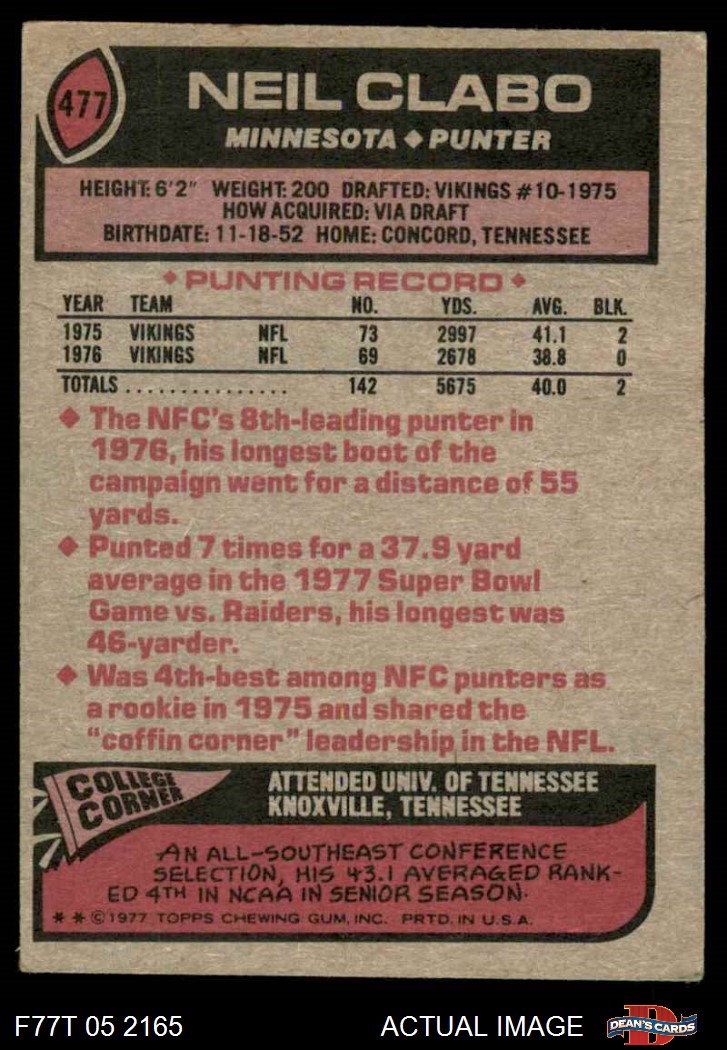 477
NEIL CLABO
MINNESOTA ◆ PUNTER
HEIGHT: 6'2" WEIGHT: 200 DRAFTED: VIKINGS #10-1975
HOW ACQUIRED: VIA DRAFT
BIRTHDATE: 11-18-52 HOME: CONCORD, TENNESSEE
◆ PUNTING RECORD ◆
YEAR TEAM NO. YDS. AVG. BLK.
1975 VIKINGS NFL 73 2997 41.1 2
1976 VIKINGS NFL 69 2678 38.8 0
TOTALS ............... 142 5675 40.0 2
◆ The NFC's 8th-leading punter in
1976, his longest boot of the
campaign went for a distance of 55
yards.
◆ Punted 7 times for a 37.9 yard
average in the 1977 Super Bowl
Game vs. Raiders, his longest was
46-yarder.
◆ Was 4th-best among NFC punters as
a rookie in 1975 and shared the
"coffin corner" leadership in the NFL.
COLLEGE
CORNER
ATTENDED UNIV. OF TENNESSEE
KNOXVILLE, TENNESSEE
AN ALL-SOUTHEAST CONFERENCE
SELECTION, HIS 43.1 AVERAGED RANK-
ED 4TH IN NCAA IN SENIOR SEASON.
* * © 1977 TOPPS CHEWING GUM, INC. PRTD. IN U.S.A.
F77T 05 2165
ACTUAL IMAGE
D
DEAN'S CARDS